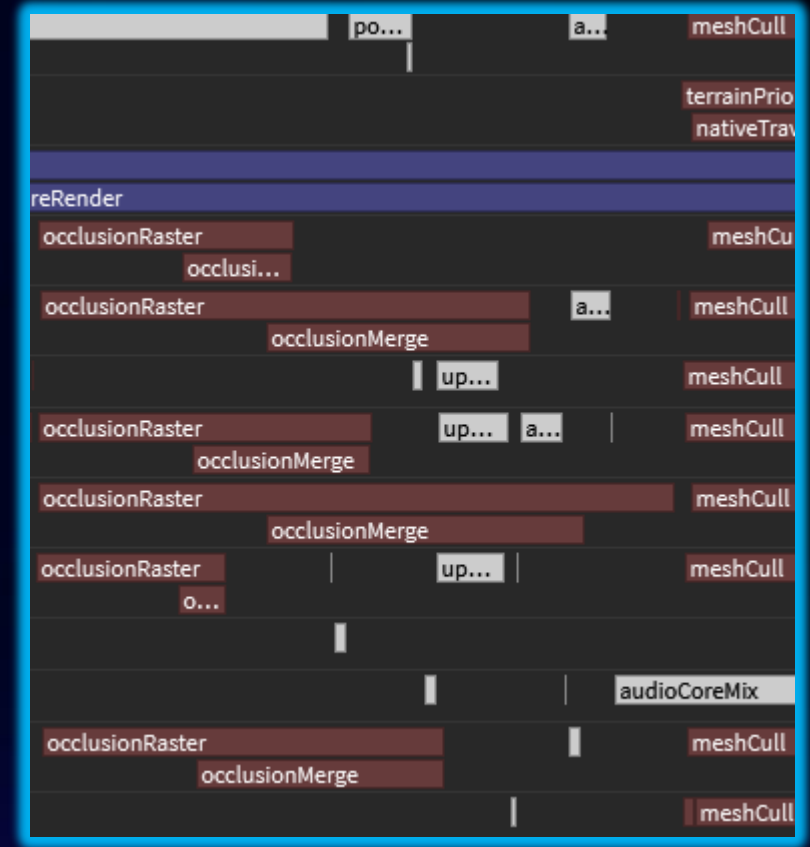 po... a... meshCull
terrainPrio
nativeTrav
reRender
occlusionRaster meshCu
occlusi...
occlusionRaster a... meshCull
occlusionMerge
up... meshCull
occlusionRaster up... a... meshCull
occlusionMerge
occlusionRaster meshCull
occlusionMerge
occlusionRaster up... meshCull
o...
audioCoreMix
occlusionRaster meshCull
occlusionMerge
meshCull